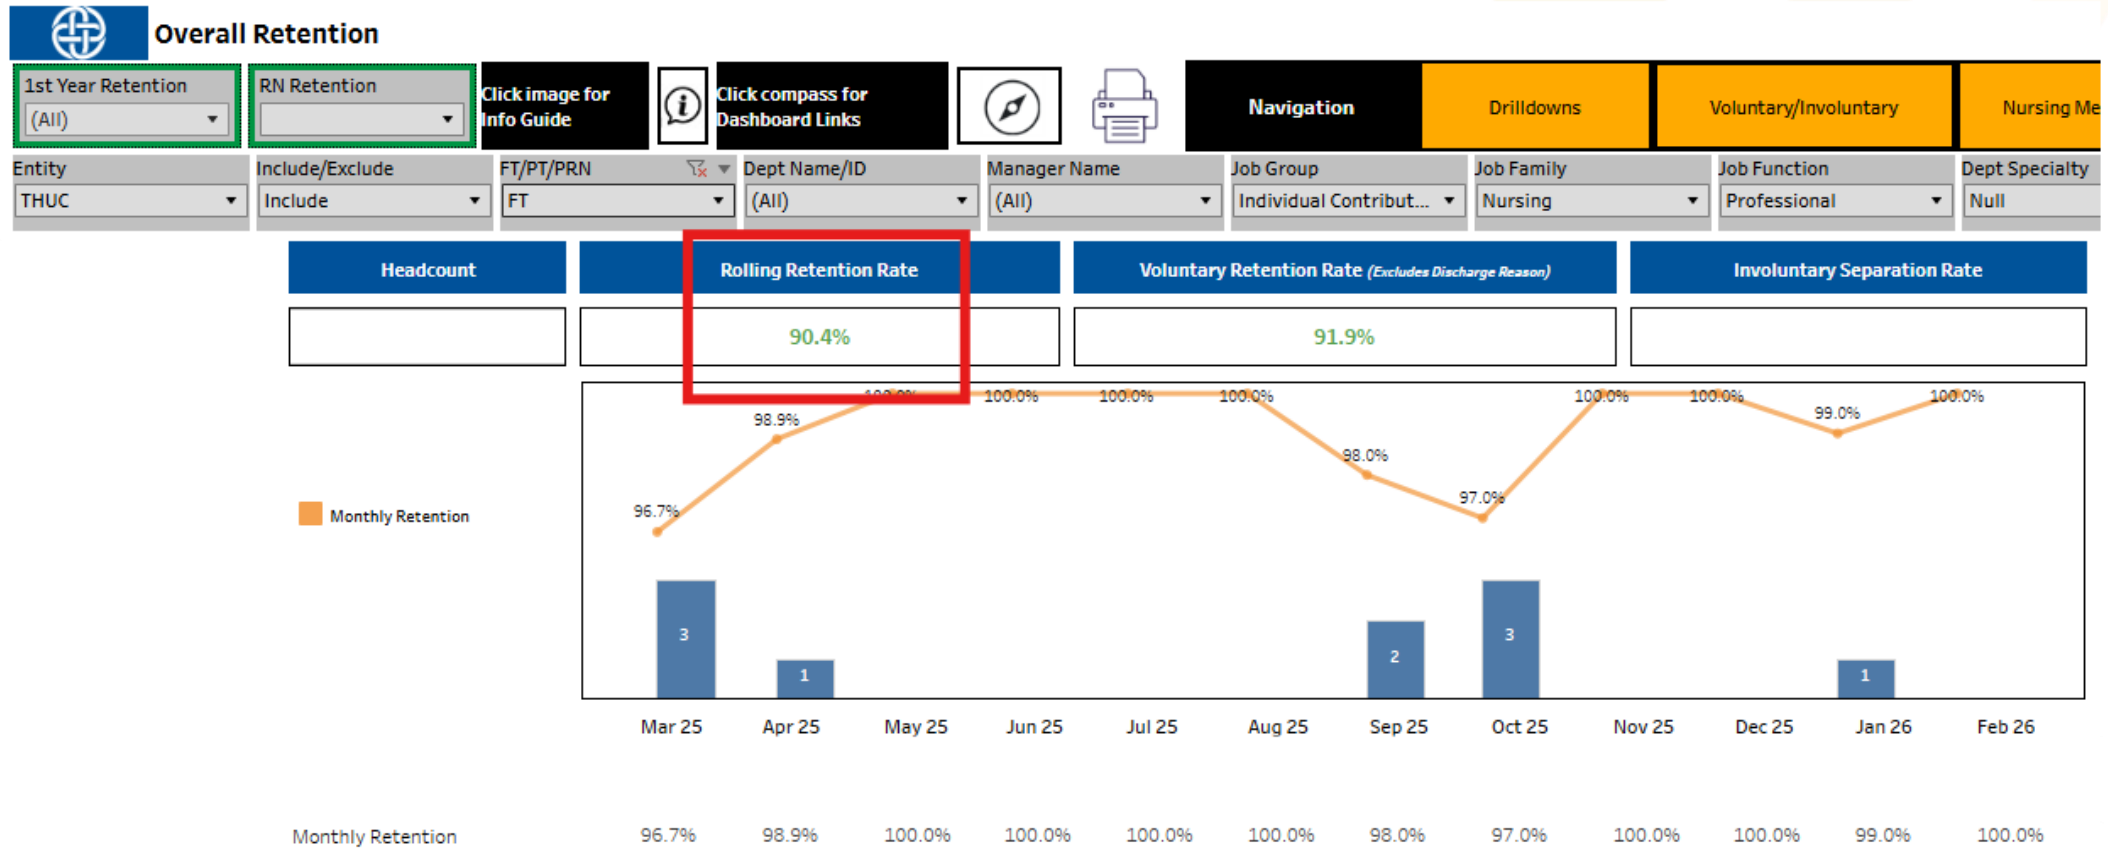 Overall Retention
1st Year Retention
(All)
RN Retention
Click image for
Info Guide
Click compass for
Dashboard Links
Navigation
Drilldowns
Voluntary/Involuntary
Nursing Me
Entity
THUC
Include/Exclude
Include
FT/PT/PRN
FT
Dept Name/ID
(All)
Manager Name
(All)
Job Group
Individual Contribut...
Job Family
Nursing
Job Function
Professional
Dept Specialty
Null
Headcount
Rolling Retention Rate
Voluntary Retention Rate (Excludes Discharge Reason)
Involuntary Separation Rate
90.4%
91.9%
96.7%
98.9%
100.0%
100.0%
100.0%
100.0%
98.0%
97.0%
100.0%
100.0%
99.0%
100.0%
Monthly Retention
3
1
2
3
1
Mar 25 Apr 25 May 25 Jun 25 Jul 25 Aug 25 Sep 25 Oct 25 Nov 25 Dec 25 Jan 26 Feb 26
Monthly Retention 96.7% 98.9% 100.0% 100.0% 100.0% 100.0% 98.0% 97.0% 100.0% 100.0% 99.0% 100.0%